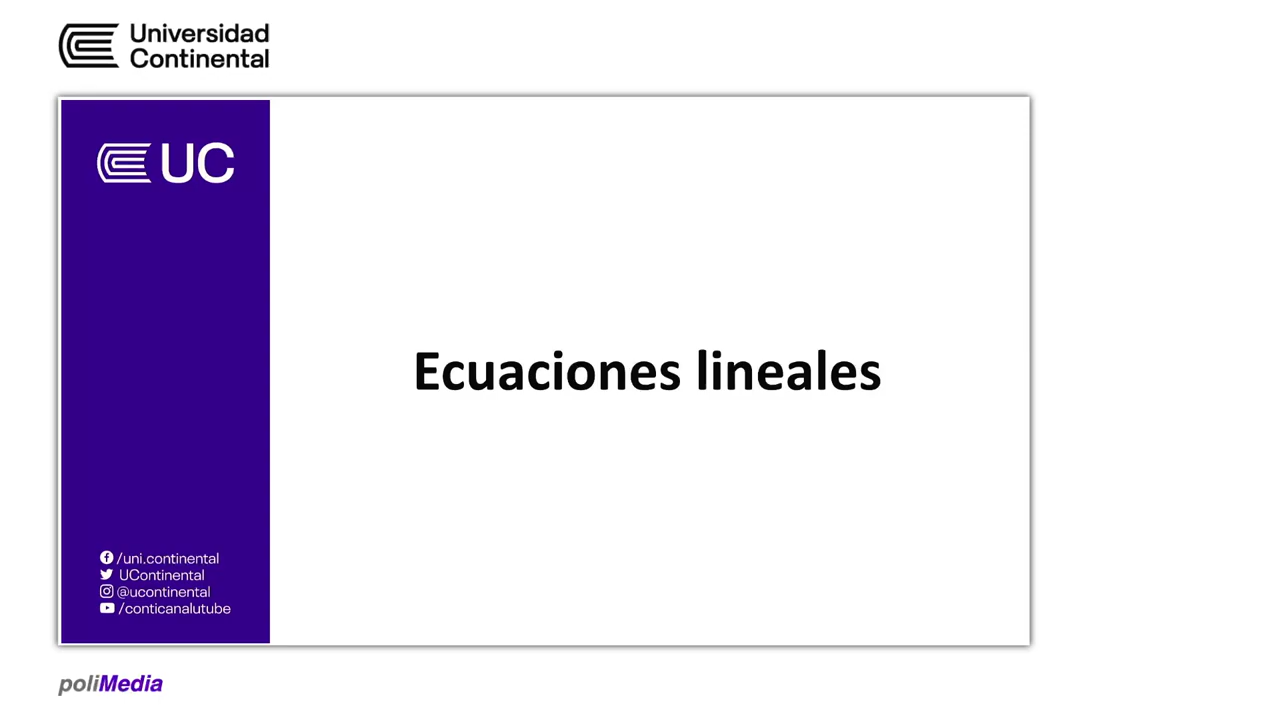 Universidad
Continental
UC
Ecuaciones lineales
/uni.continental
UContinental
@ucontinental
/conticanalutube
poliMedia